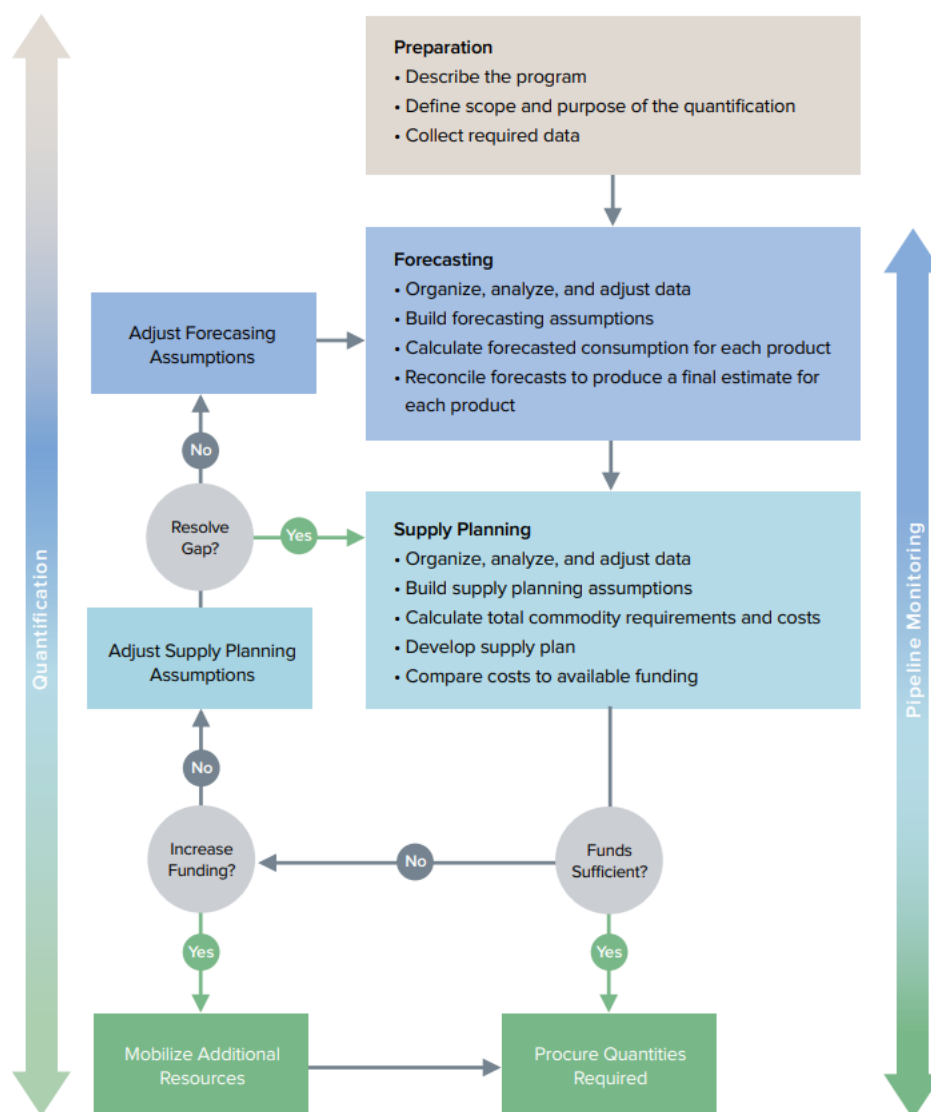 Preparation
• Describe the program
• Define scope and purpose of the quantification
• Collect required data
Forecasting
• Organize, analyze, and adjust data
• Build forecasting assumptions
• Calculate forecasted consumption for each product
• Reconcile forecasts to produce a final estimate for
each product
Adjust Forecasing
Assumptions
No
Resolve
Gap?
Yes
Supply Planning
• Organize, analyze, and adjust data
• Build supply planning assumptions
• Calculate total commodity requirements and costs
• Develop supply plan
• Compare costs to available funding
Adjust Supply Planning
Assumptions
No
Increase
Funding?
No
Funds
Sufficient?
Yes
Yes
Mobilize Additional
Resources
Procure Quantities
Required
Quantification
Pipeline Monitoring